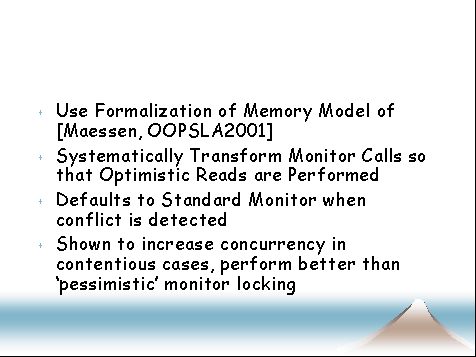 Use Formalization of Memory Model of
[Maessen, OOPSLA2001]
Systematically Transform Monitor Calls so
that Optimistic Reads are Performed
Defaults to Standard Monitor when
conflict is detected
Shown to increase concurrency in
contentious cases, perform better than
‘pessimistic’ monitor locking